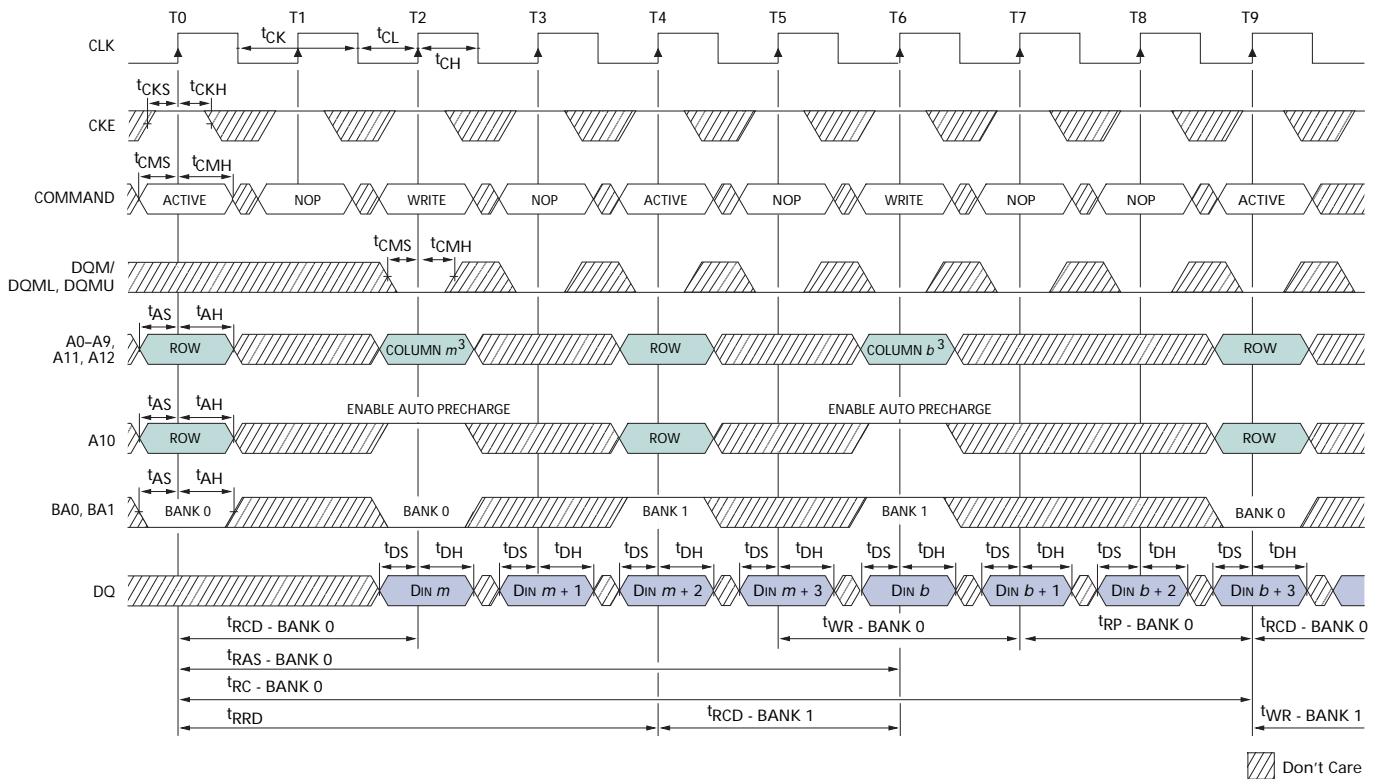 T0 T1 T2 T3 T4 T5 T6 T7 T8 T9
CLK
tCK tCL
tCH
tCKS tCKH
CKE
tCMS tCMH
COMMAND ACTIVE NOP WRITE NOP ACTIVE NOP WRITE NOP NOP ACTIVE
tCMS tCMH
DQM/
DQML, DQMU
tAS tAH
A0–A9,
A11, A12
ROW COLUMN m3 ROW COLUMN b3 ROW
tAS tAH
ENABLE AUTO PRECHARGE ENABLE AUTO PRECHARGE
A10 ROW ROW ROW
tAS tAH
BA0, BA1 BANK 0 BANK 0 BANK 1 BANK 1 BANK 0
tDS tDH tDS tDH tDS tDH tDS tDH tDS tDH tDS tDH tDS tDH tDS tDH
DQ DIN m DIN m + 1 DIN m + 2 DIN m + 3 DIN b DIN b + 1 DIN b + 2 DIN b + 3
tRCD - BANK 0 tWR - BANK 0 tRP - BANK 0 tRCD - BANK 0
tRAS - BANK 0
tRC - BANK 0
tRRD tRCD - BANK 1 tWR - BANK 1
Don't Care